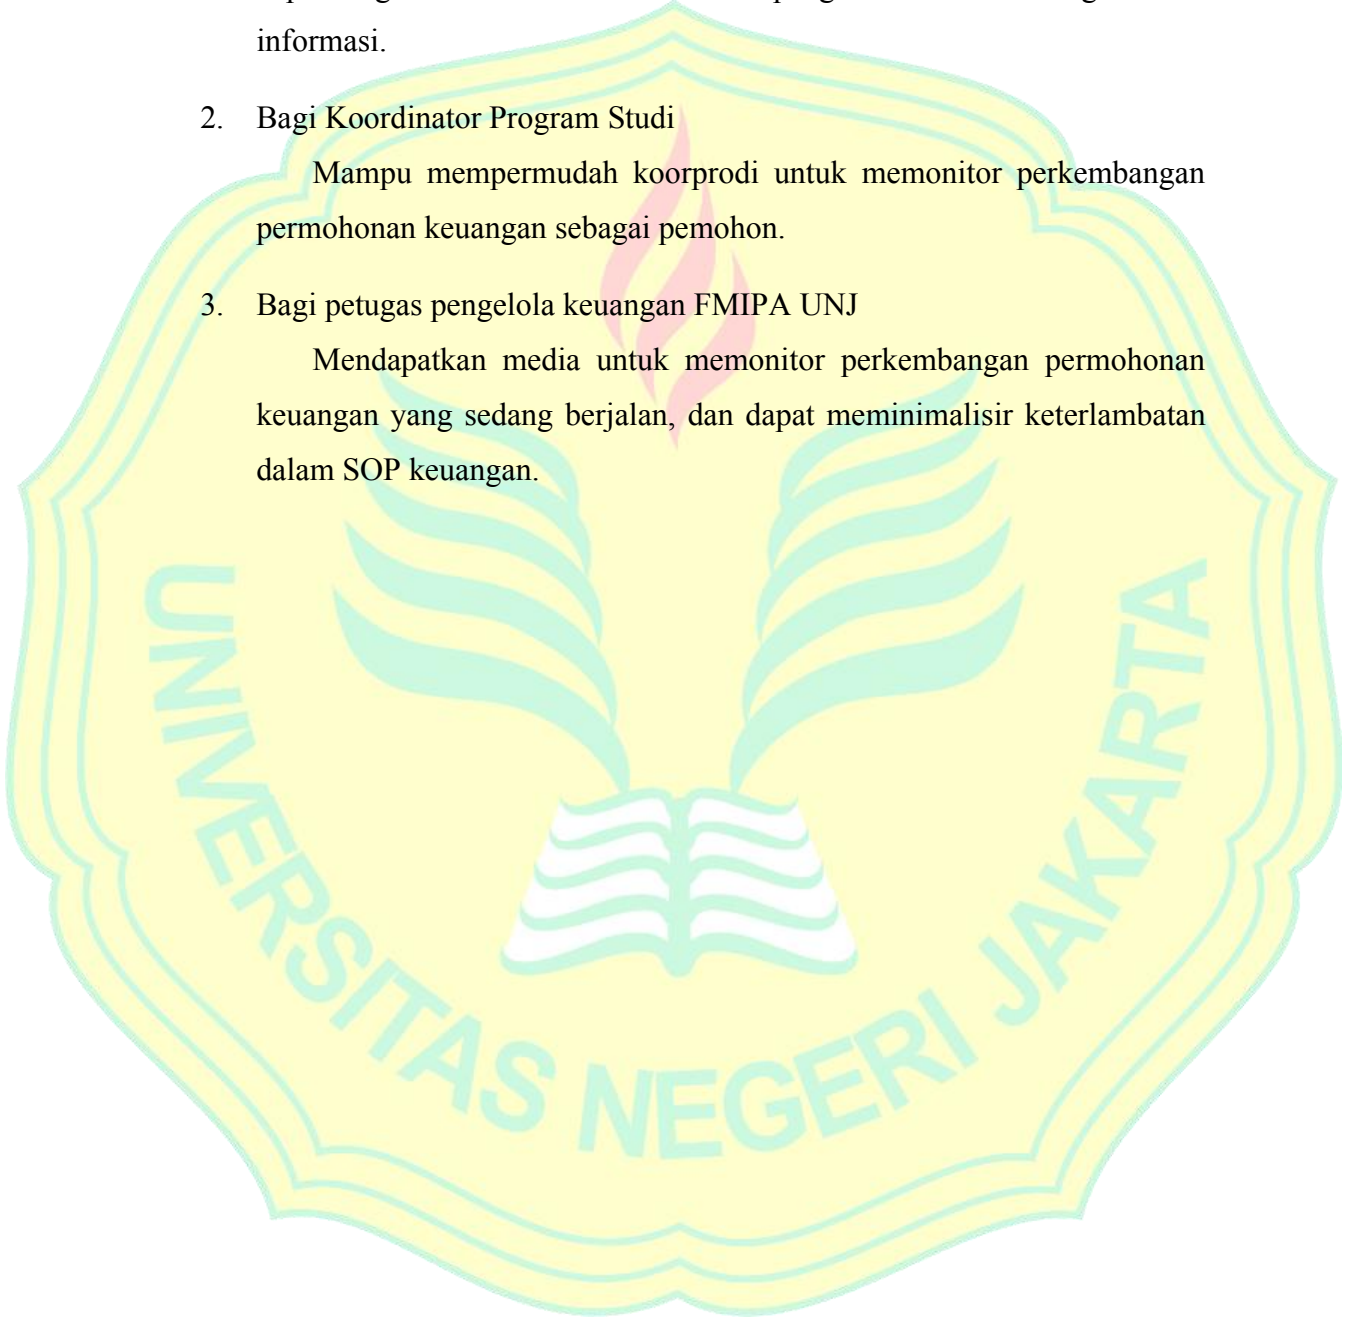 informasi.
2. Bagi Koordinator Program Studi
Mampu mempermudah koorprodi untuk memonitor perkembangan
permohonan keuangan sebagai pemohon.
3. Bagi petugas pengelola keuangan FMIPA UNJ
Mendapatkan media untuk memonitor perkembangan permohonan
keuangan yang sedang berjalan, dan dapat meminimalisir keterlambatan
dalam SOP keuangan.
UNIVERSITAS NEGERI JAKARTA